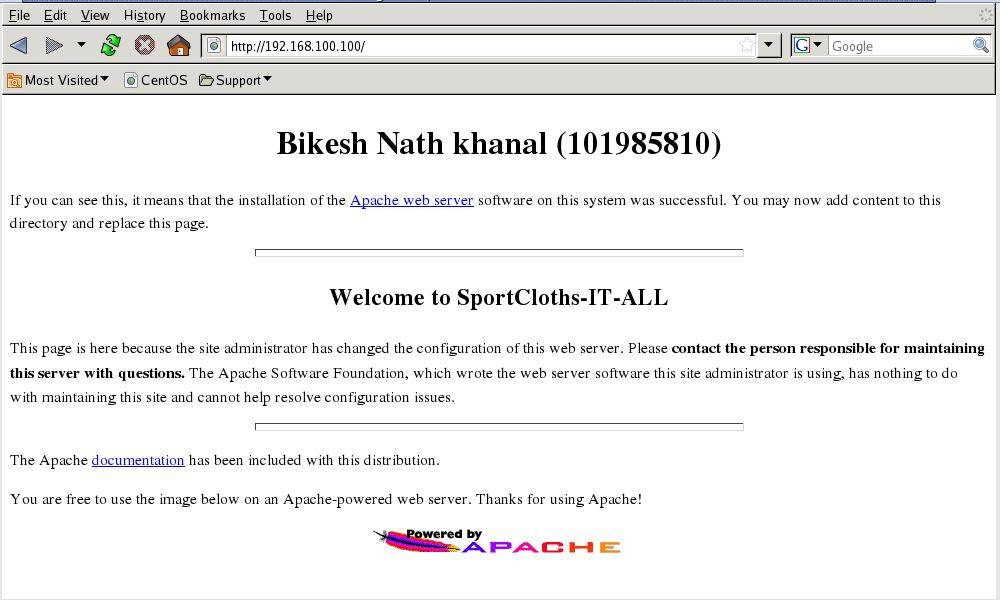 File Edit View History Bookmarks Tools Help
http://192.168.100.100/ G Google
Most Visited CentOS Support
Bikesh Nath khanal (101985810)
If you can see this, it means that the installation of the Apache web server software on this system was successful. You may now add content to this
directory and replace this page.
Welcome to SportCloths-IT-ALL
This page is here because the site administrator has changed the configuration of this web server. Please contact the person responsible for maintaining
this server with questions. The Apache Software Foundation, which wrote the web server software this site administrator is using, has nothing to do
with maintaining this site and cannot help resolve configuration issues.
The Apache documentation has been included with this distribution.
You are free to use the image below on an Apache-powered web server. Thanks for using Apache!
Powered by
APACHE